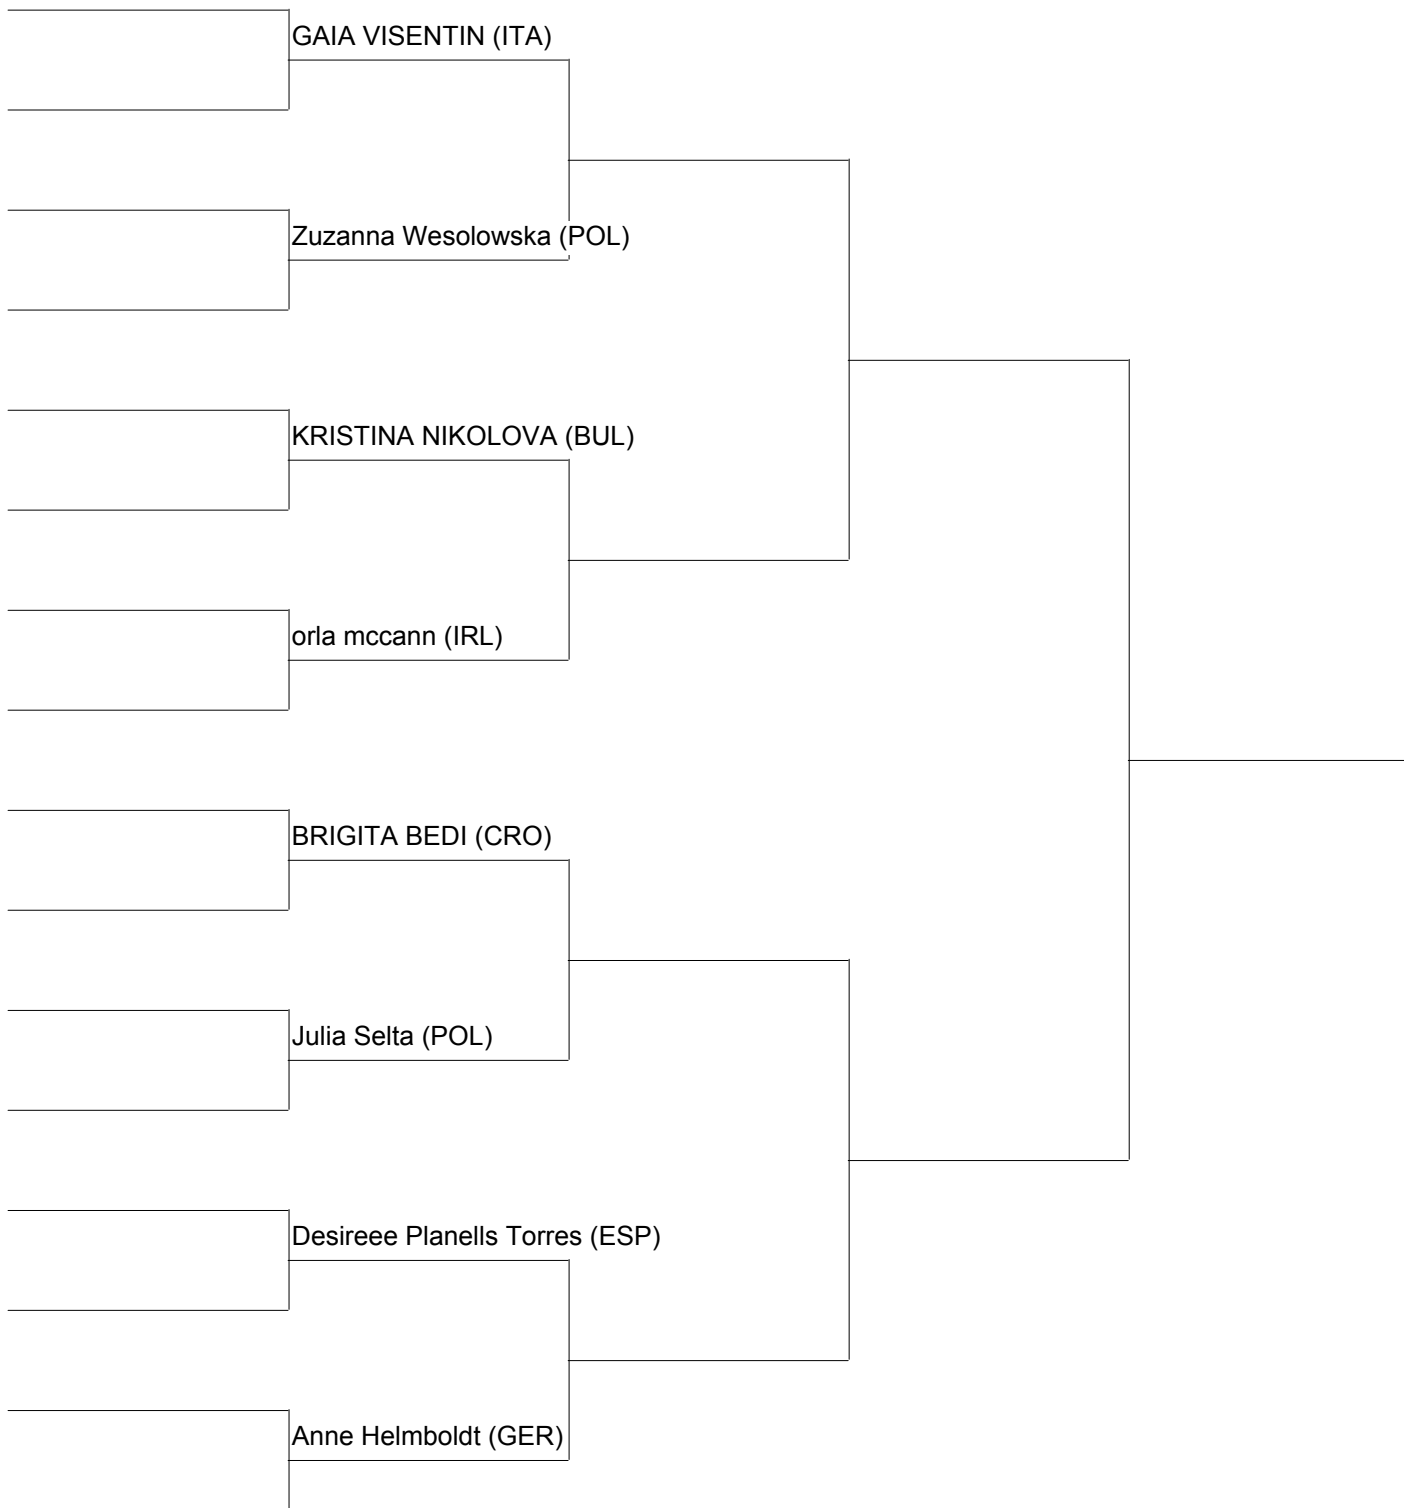 GAIA VISENTIN (ITA)
Zuzanna Wesolowska (POL)
KRISTINA NIKOLOVA (BUL)
orla mccann (IRL)
BRIGITA BEDI (CRO)
Julia Selta (POL)
Desireee Planells Torres (ESP)
Anne Helmboldt (GER)